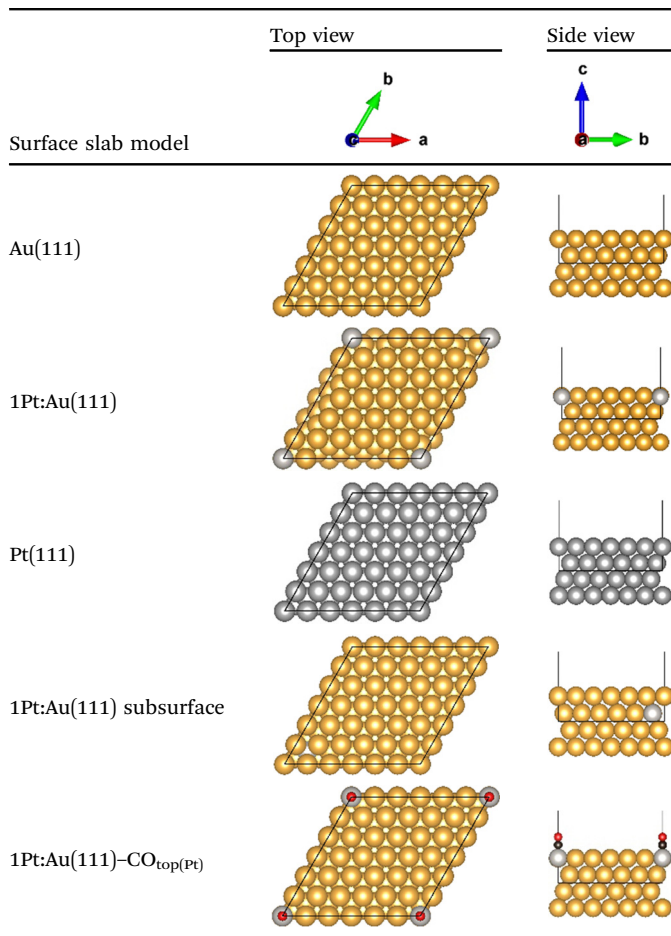 Top view Side view
b c
a a b
Surface slab model
Au(111)
1Pt:Au(111)
Pt(111)
1Pt:Au(111) subsurface
1Pt:Au(111)–CO_top(Pt)